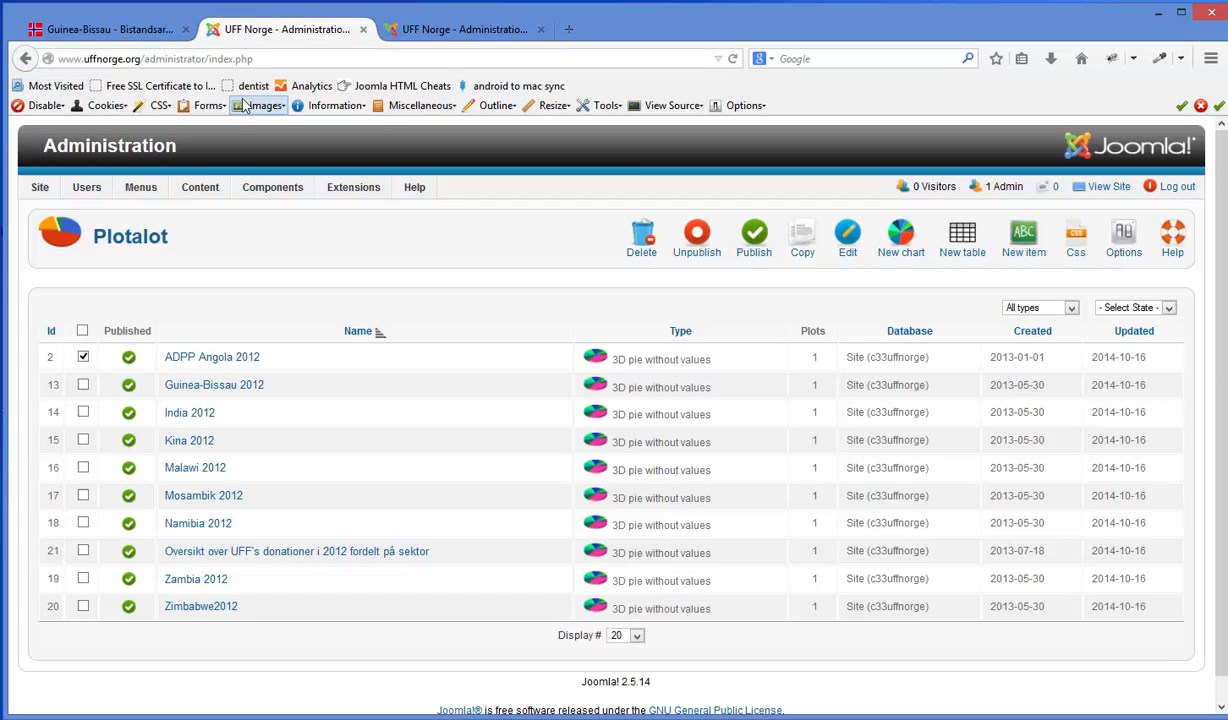 Guinea-Bissau - Bistandsar...
UFF Norge - Administratio...
UFF Norge - Administratio...
www.uffnorge.org/administrator/index.php
Google
Most Visited
Free SSL Certificate to I...
dentist
Analytics
Joomla HTML Cheats
android to mac sync
Disable
Cookies
CSS
Forms
Images
Information
Miscellaneous
Outline
Resize
Tools
View Source
Options
Administration
Joomla!
Site Users Menus Content Components Extensions Help
0 Visitors 1 Admin 0 View Site Log out
Plotalot
Delete Unpublish Publish Copy Edit New chart New table New item Css Options Help
All types - Select State -
Id Published Name Type Plots Database Created Updated
2 ADPP Angola 2012 3D pie without values 1 Site (c33uffnorge) 2013-01-01 2014-10-16
13 Guinea-Bissau 2012 3D pie without values 1 Site (c33uffnorge) 2013-05-30 2014-10-16
14 India 2012 3D pie without values 1 Site (c33uffnorge) 2013-05-30 2014-10-16
15 Kina 2012 3D pie without values 1 Site (c33uffnorge) 2013-05-30 2014-10-16
16 Malawi 2012 3D pie without values 1 Site (c33uffnorge) 2013-05-30 2014-10-16
17 Mosambik 2012 3D pie without values 1 Site (c33uffnorge) 2013-05-30 2014-10-16
18 Namibia 2012 3D pie without values 1 Site (c33uffnorge) 2013-05-30 2014-10-16
21 Oversikt over UFF's donationer i 2012 fordelt på sektor 3D pie without values 1 Site (c33uffnorge) 2013-07-18 2014-10-16
19 Zambia 2012 3D pie without values 1 Site (c33uffnorge) 2013-05-30 2014-10-16
20 Zimbabwe2012 3D pie without values 1 Site (c33uffnorge) 2013-05-30 2014-10-16
Display # 20
Joomla! 2.5.14
Joomla!® is free software released under the GNU General Public License.